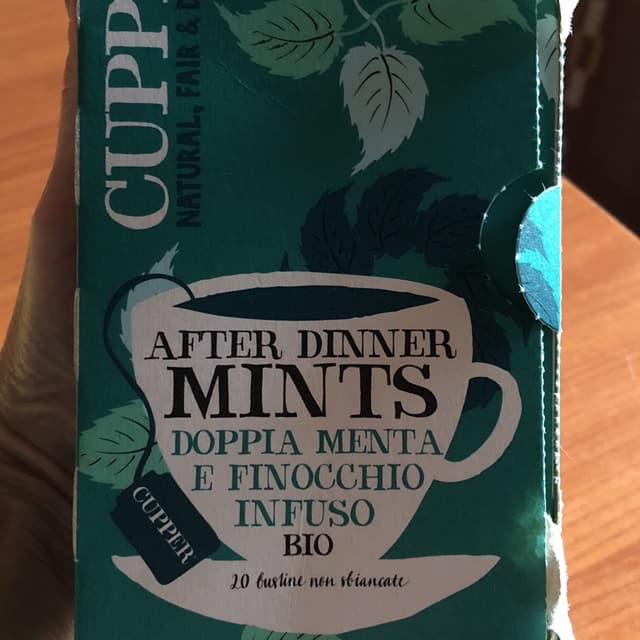 CUPP
NATURAL, FAIR & D
AFTER DINNER
MINTS
DOPPIA MENTA
E FINOCCHIO
INFUSO
BIO
20 bustine non sbiancate
CUPPER